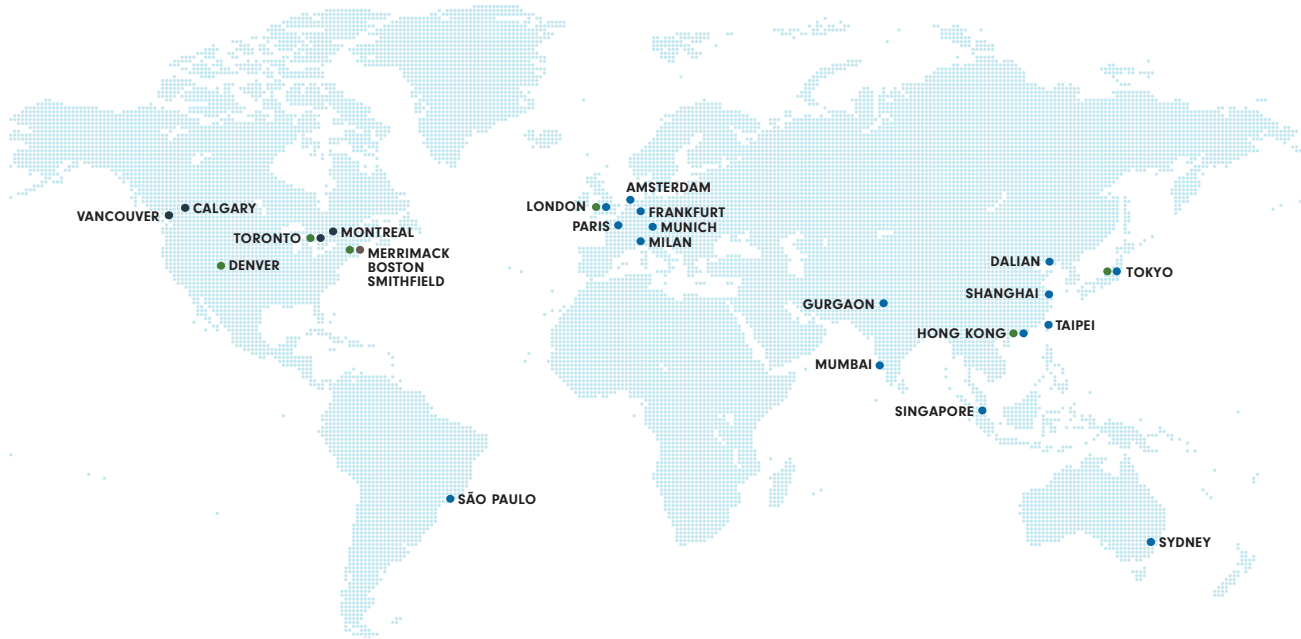 AMSTERDAM
LONDON
CALGARY
FRANKFURT
VANCOUVER
PARIS
MUNICH
MONTREAL
TORONTO
MILAN
MERRIMACK
BOSTON
SMITHFIELD
DENVER
DALIAN
TOKYO
SHANGHAI
GURGAON
TAIPEI
HONG KONG
MUMBAI
SINGAPORE
SÃO PAULO
SYDNEY